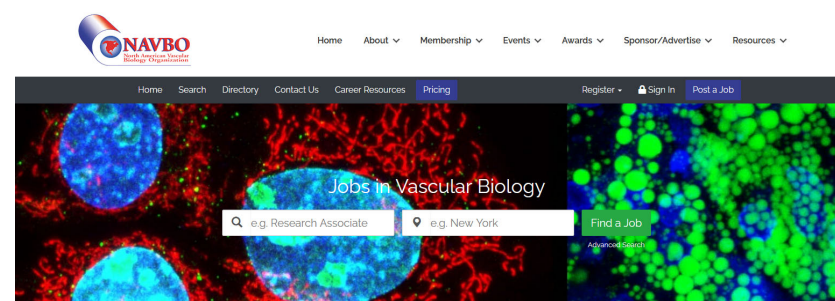 NAVBO
North American Vascular
Biology Organization
Home About Membership Events Awards Sponsor/Advertise Resources
Home Search Directory Contact Us Career Resources Pricing Register Sign In Post a Job
Jobs in Vascular Biology
e.g. Research Associate e.g. New York Find a Job
Advanced Search